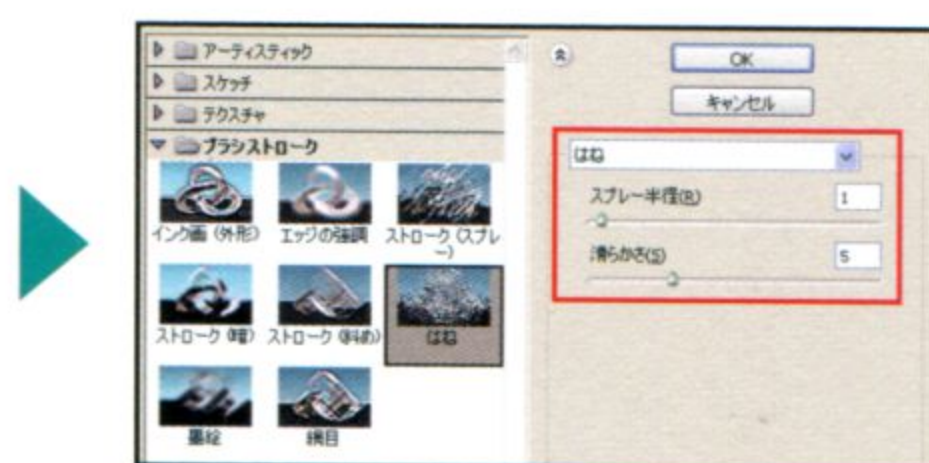 アーティスティック
スケッチ
テクスチャ
ブラシストローク
インク画 (外形)
エッジの強調
ストローク (スプレ
ー)
ストローク (暗)
ストローク (斜め)
はね
墨絵
網目
OK
キャンセル
はね
スプレー半径(R) 1
滑らかさ(S) 5